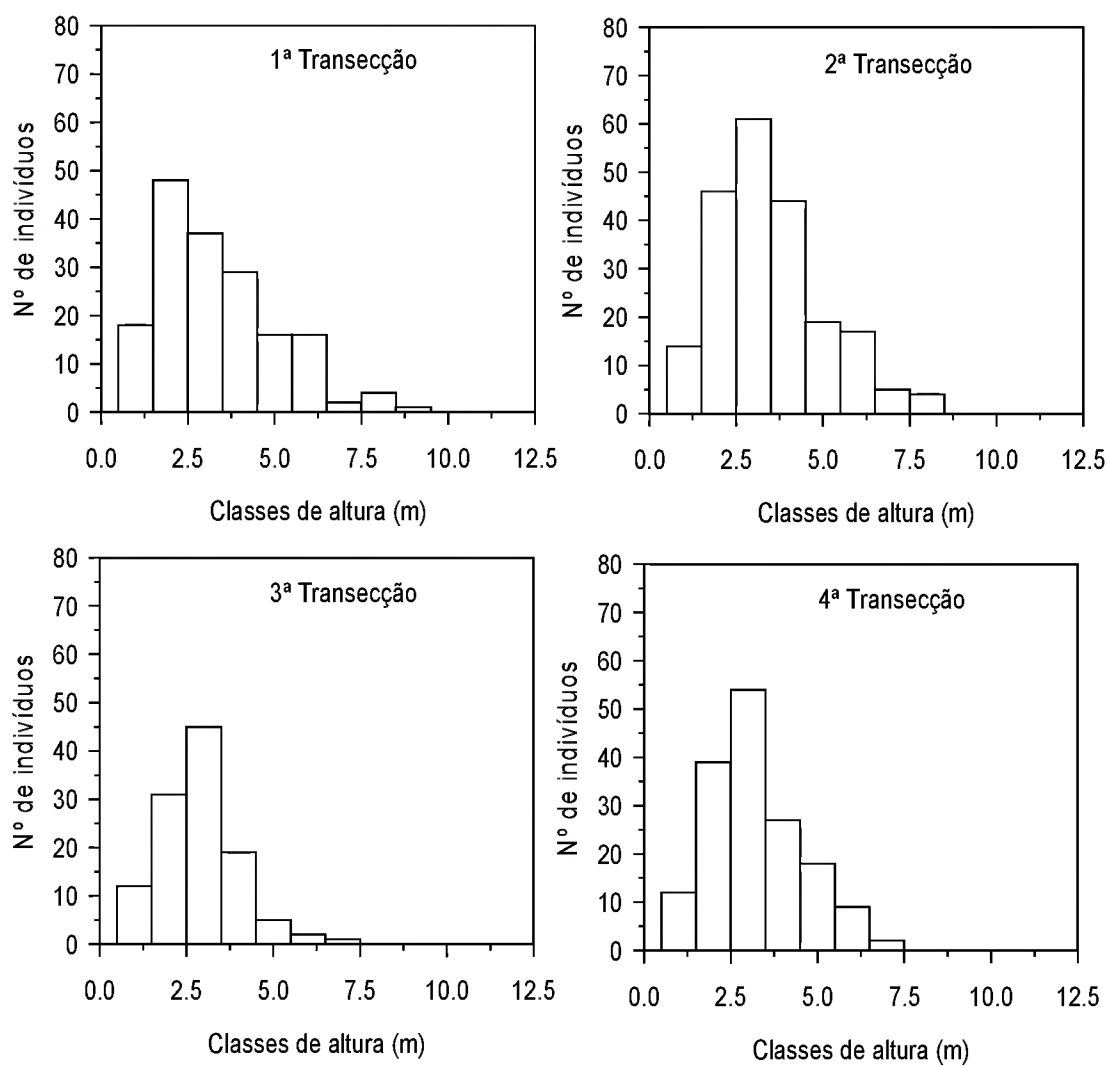 1ª Transecção
Nº de indivíduos
80
70
60
50
40
30
20
10
0
0.0 2.5 5.0 7.5 10.0 12.5
Classes de altura (m)
2ª Transecção
Nº de indivíduos
80
70
60
50
40
30
20
10
0
0.0 2.5 5.0 7.5 10.0 12.5
Classes de altura (m)
3ª Transecção
Nº de indivíduos
80
70
60
50
40
30
20
10
0
0.0 2.5 5.0 7.5 10.0 12.5
Classes de altura (m)
4ª Transecção
Nº de indivíduos
80
70
60
50
40
30
20
10
0
0.0 2.5 5.0 7.5 10.0 12.5
Classes de altura (m)